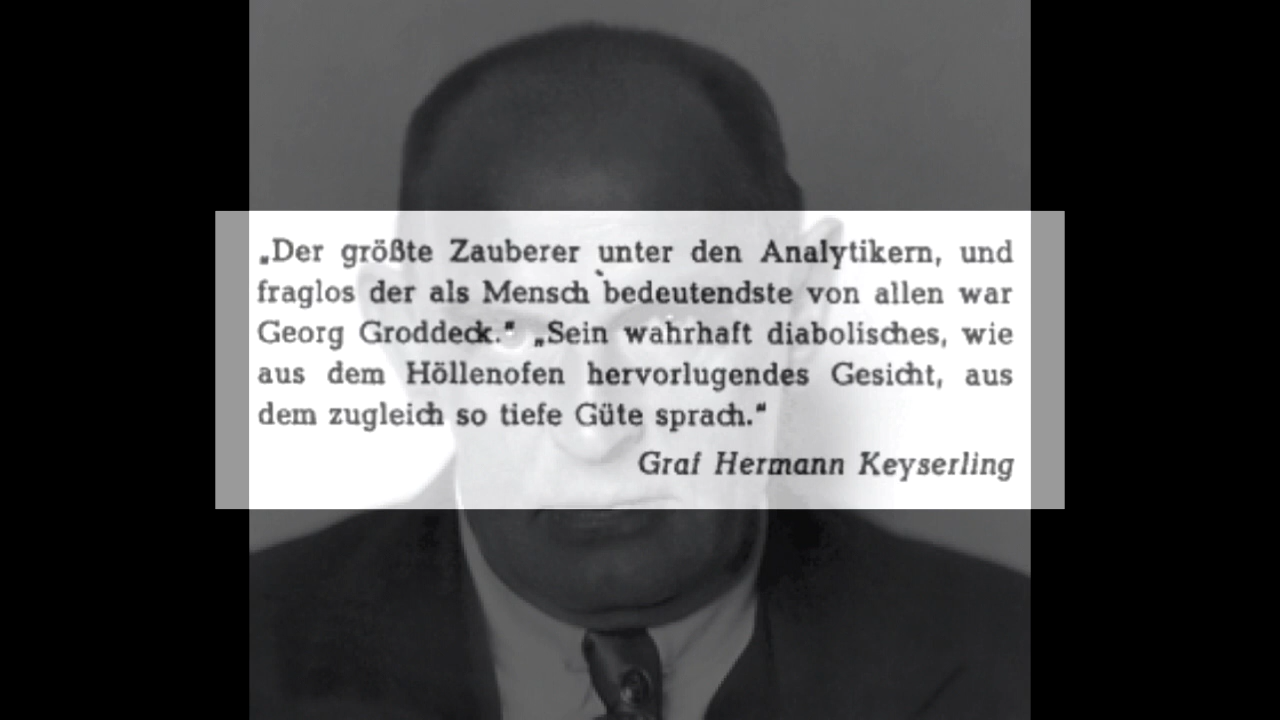 „Der größte Zauberer unter den Analytikern, und
fraglos der als Mensch bedeutendste von allen war
Georg Groddeck.“ „Sein wahrhaft diabolisches, wie
aus dem Höllenofen hervorlugendes Gesicht, aus
dem zugleich so tiefe Güte sprach.“
Graf Hermann Keyserling